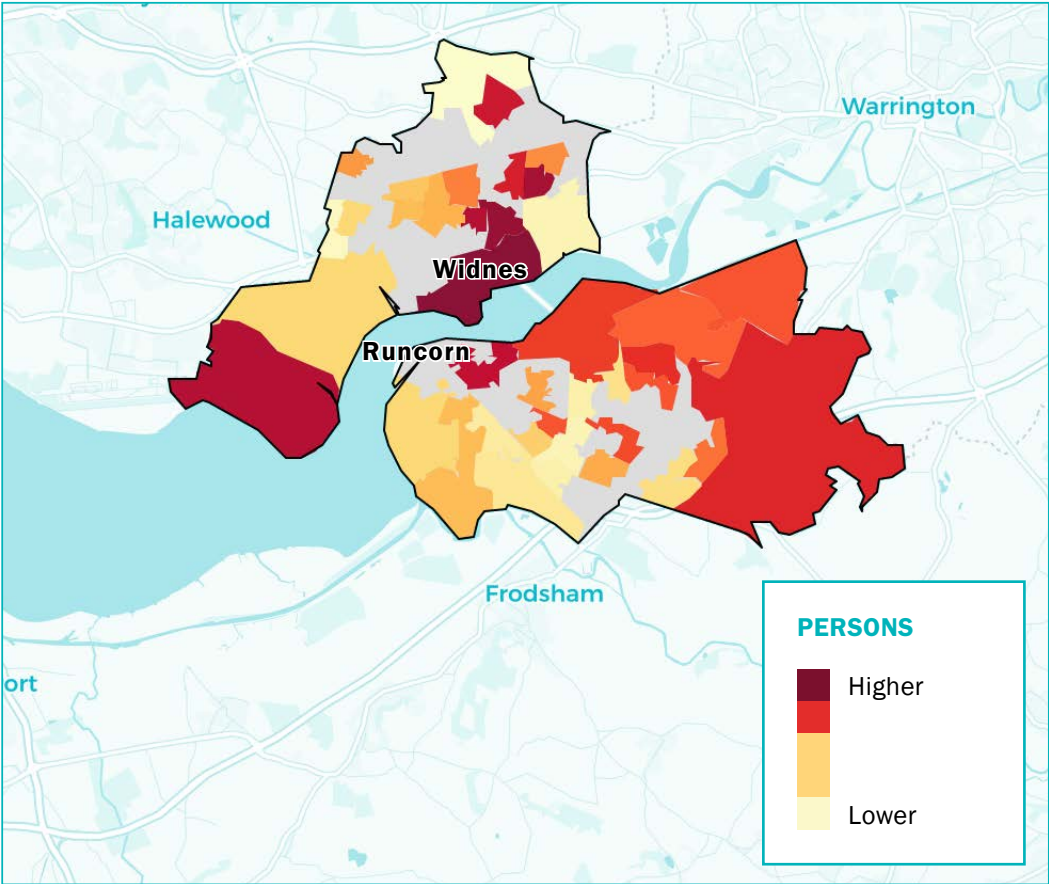 Warrington
Halewood
Widnes
Runcorn
Frodsham
PERSONS
Higher
ort
Lower